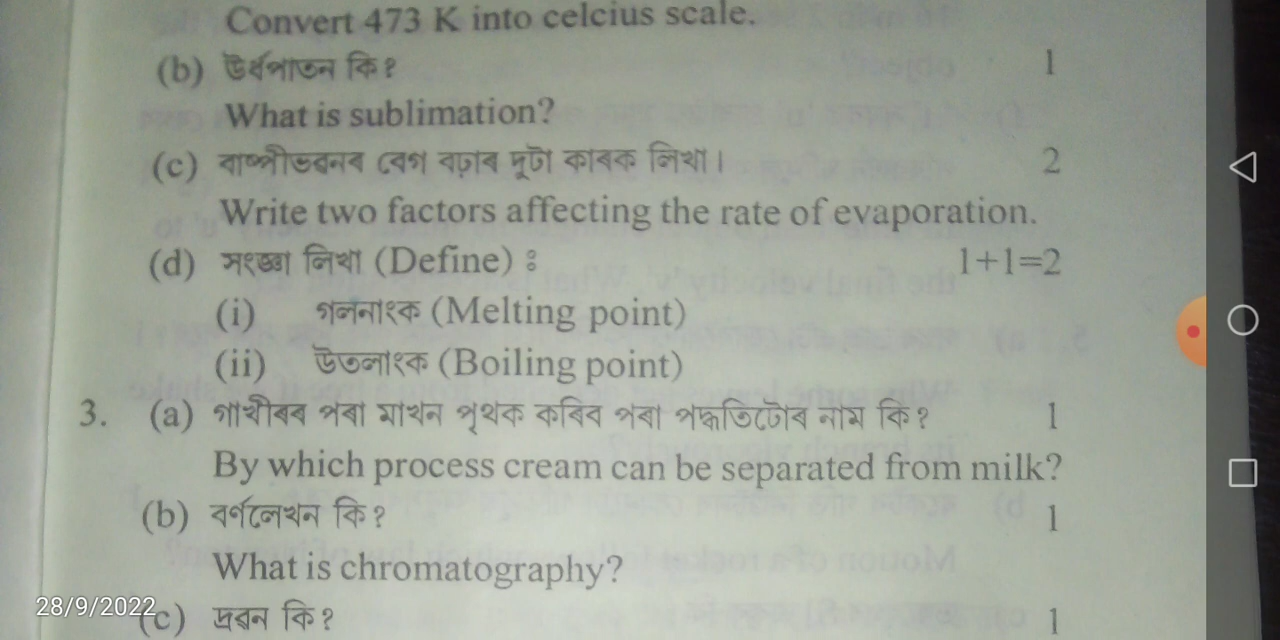 Convert 473 K into celcius scale.
(b) উৰ্ধপাতন কি? 1
What is sublimation?
(c) বাষ্পীভৱনৰ বেগ বঢ়াৰ দুটা কাৰক লিখা। 2
Write two factors affecting the rate of evaporation.
(d) সংজ্ঞা লিখা (Define) : 1+1=2
(i) গলনাংক (Melting point)
(ii) উতলাংক (Boiling point)
3. (a) গাখীৰৰ পৰা মাখন পৃথক কৰিব পৰা পদ্ধতিটোৰ নাম কি? 1
By which process cream can be separated from milk?
(b) বৰ্ণলেখন কি? 1
What is chromatography?
(c) দ্ৰৱন কি? 1
28/9/2022